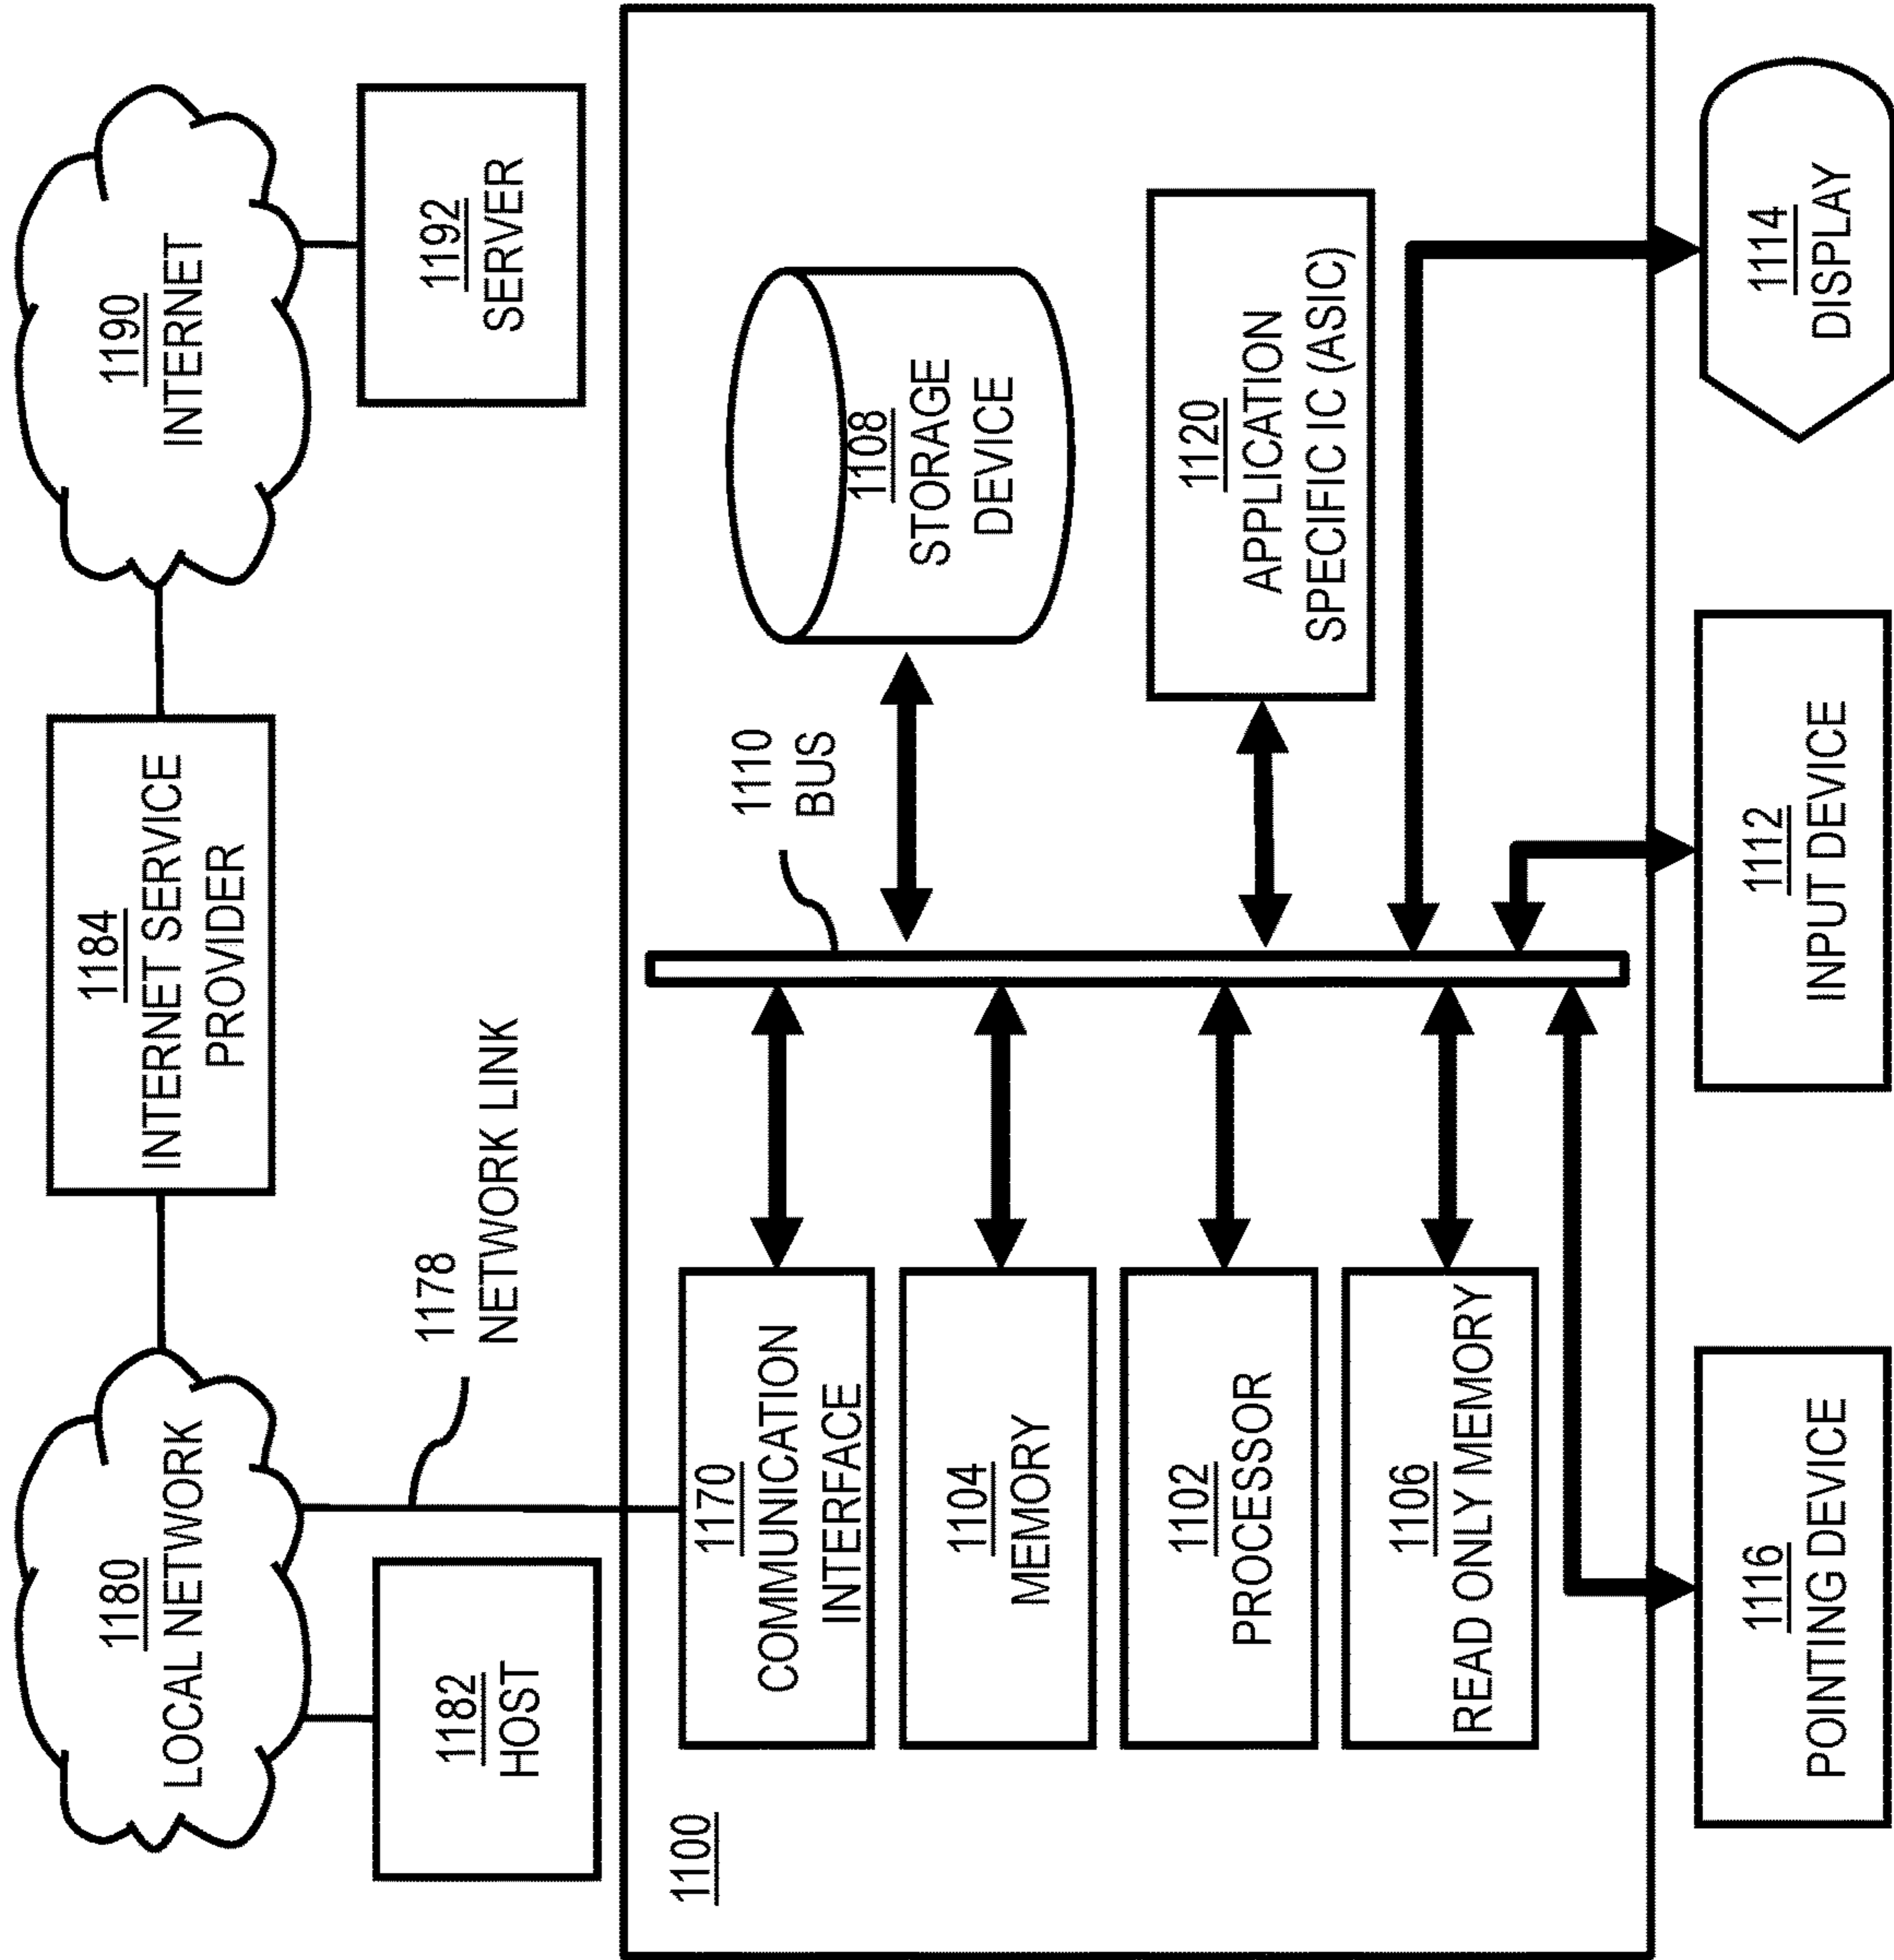 1180
LOCAL NETWORK
1184
INTERNET SERVICE
PROVIDER
1190
INTERNET
1182
HOST
1178
NETWORK LINK
1192
SERVER
1100
1170
COMMUNICATION
INTERFACE
1110
BUS
1108
STORAGE
DEVICE
1104
MEMORY
1102
PROCESSOR
1120
APPLICATION
SPECIFIC IC (ASIC)
1106
READ ONLY MEMORY
1116
POINTING DEVICE
1112
INPUT DEVICE
1114
DISPLAY